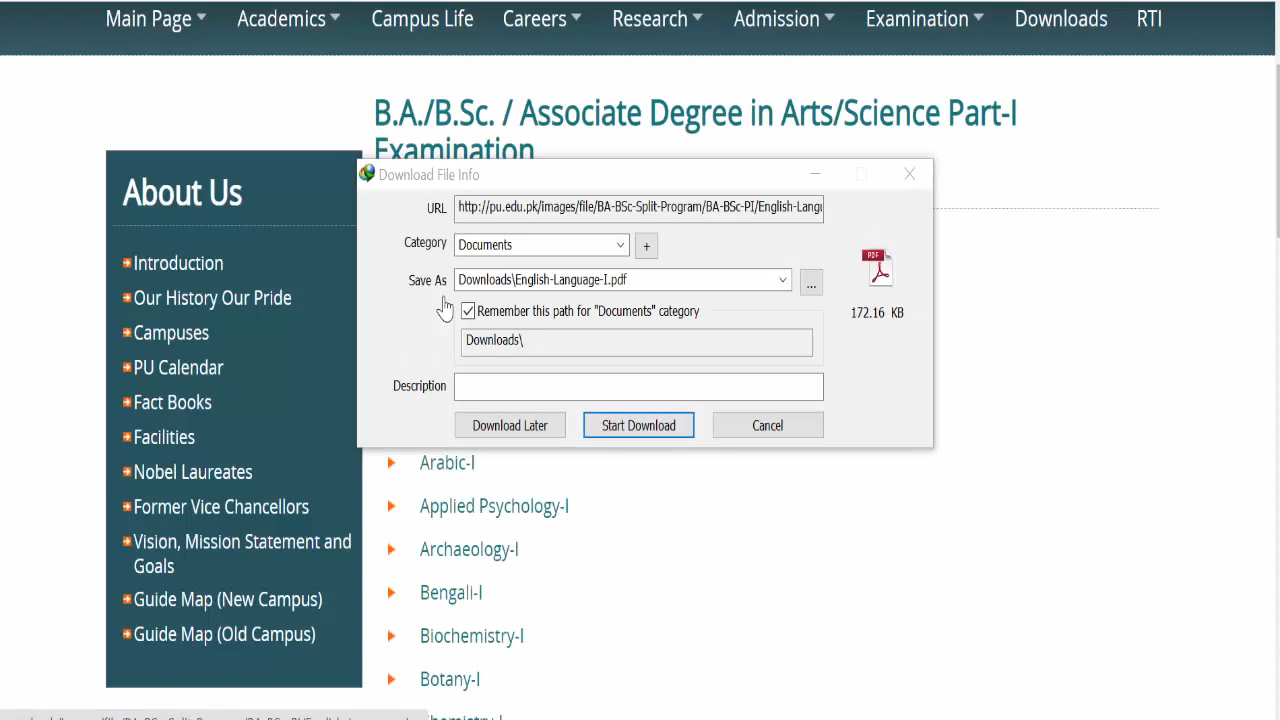 Main Page Academics Campus Life Careers Research Admission Examination Downloads RTI
B.A./B.Sc. / Associate Degree in Arts/Science Part-I
Examination
About Us
Introduction
Our History Our Pride
Campuses
PU Calendar
Fact Books
Facilities
Nobel Laureates
Former Vice Chancellors
Vision, Mission Statement and
Goals
Guide Map (New Campus)
Guide Map (Old Campus)
Download File Info
URL http://pu.edu.pk/images/file/BA-BSc-Split-Program/BA-BSc-PI/English-Langu
Category Documents +
Save As Downloads\English-Language-I.pdf ...
PDF
172.16 KB
Remember this path for "Documents" category
Downloads\
Description
Download Later Start Download Cancel
Arabic-I
Applied Psychology-I
Archaeology-I
Bengali-I
Biochemistry-I
Botany-I